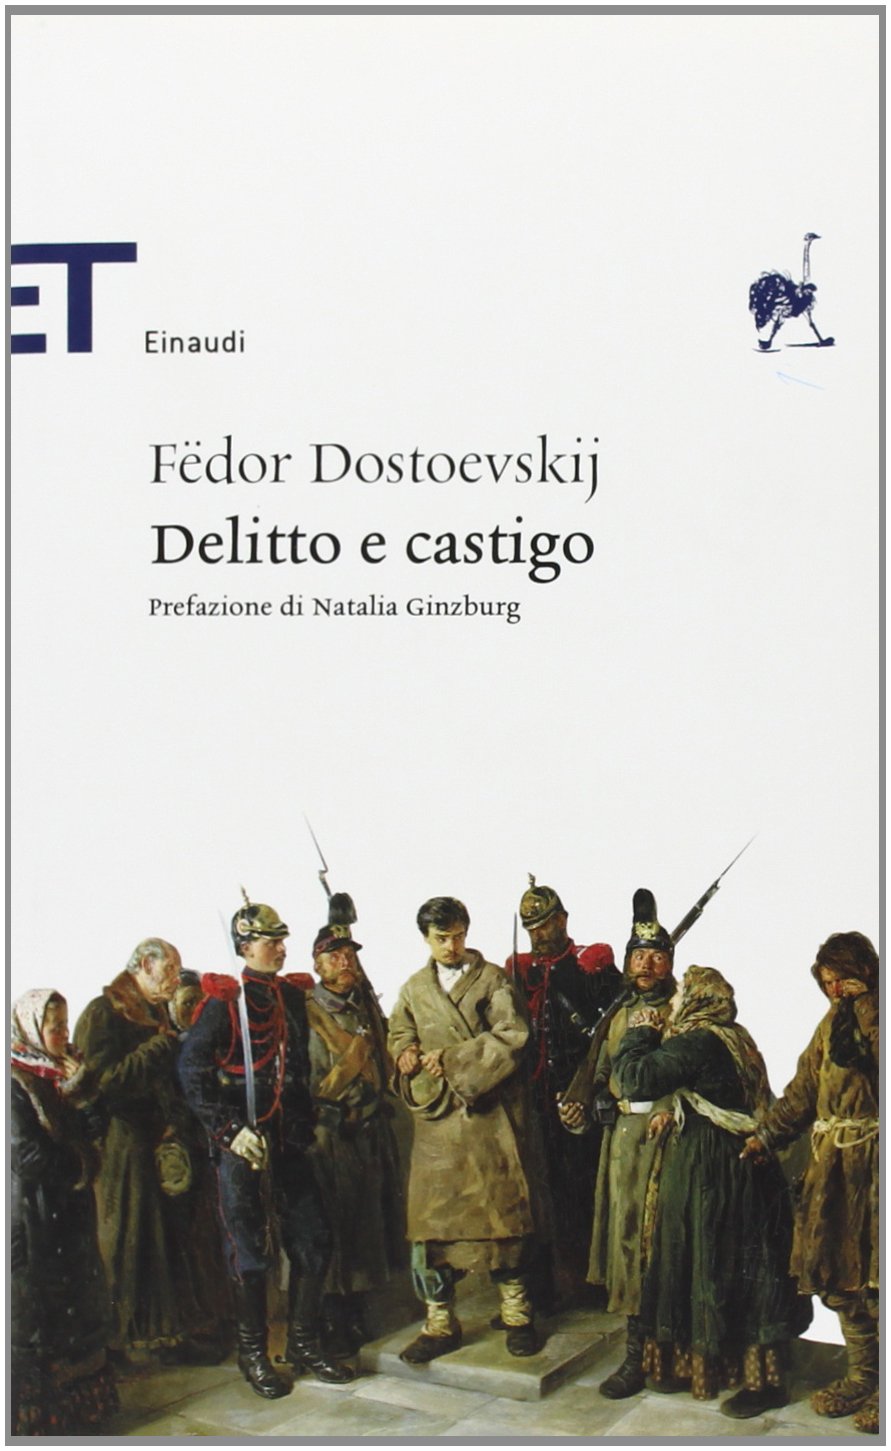 ET
Einaudi
Fëdor Dostoevskij
Delitto e castigo
Prefazione di Natalia Ginzburg